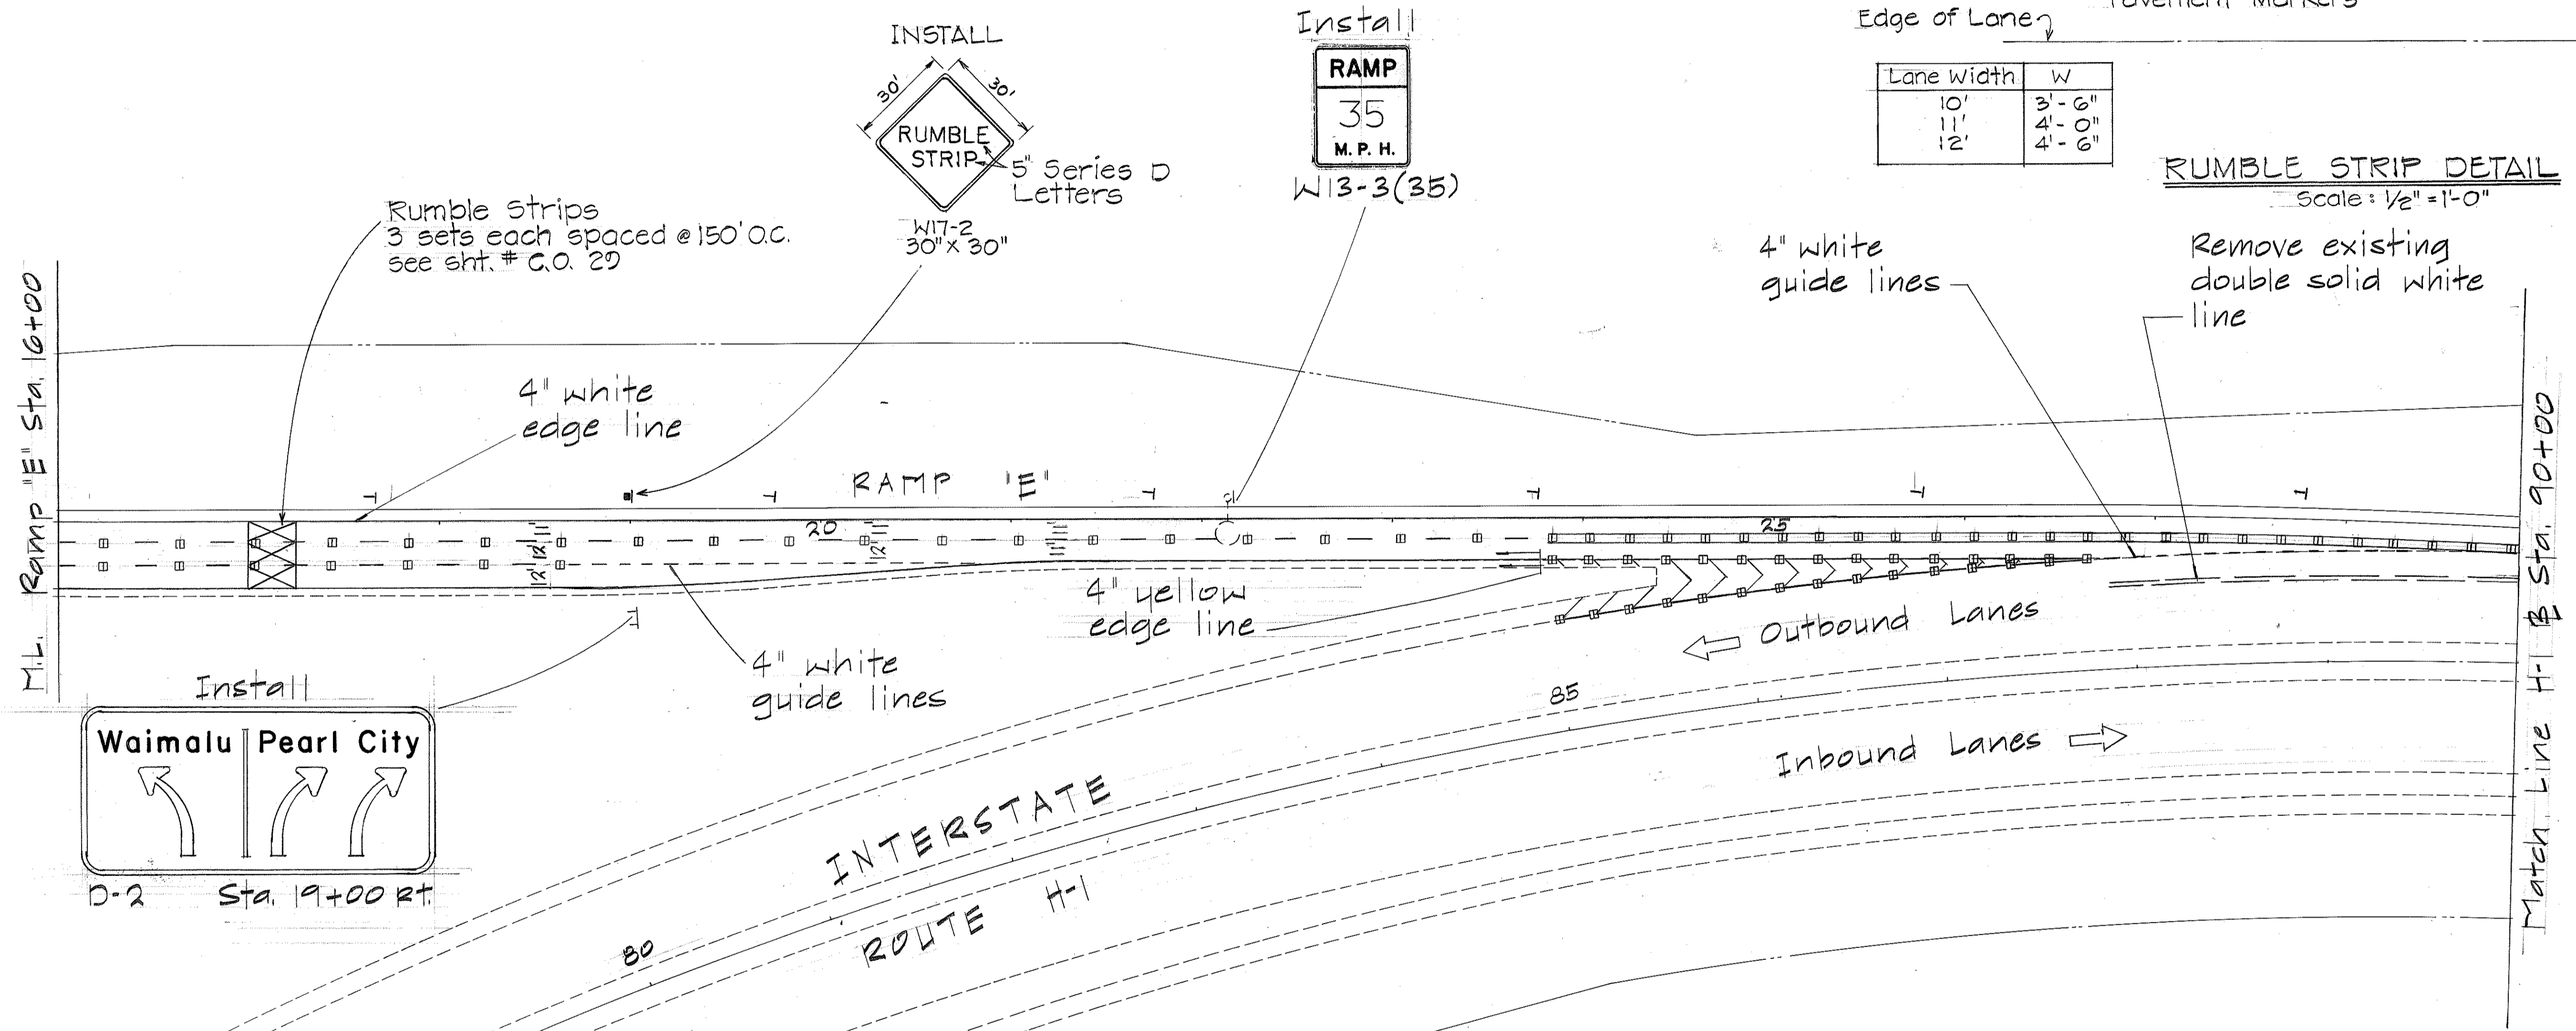 Edge of Lane
Pavement Markers
Lane Width W
10' 3'-6"
11' 4'-0"
12' 4'-6"
RUMBLE STRIP DETAIL
Scale: 1/2" = 1'-0"
INSTALL
30' 30'
RUMBLE
STRIP
5" Series D
Letters
W17-2
30" x 30"
Install
RAMP
35
M. P. H.
W13-3(35)
Rumble Strips
3 sets each spaced @ 150' O.C.
see sht. # C.O. 29
4" white
guide lines
Remove existing
double solid white
line
M.L. Ramp "E" Sta. 16+00
4" white
edge line
RAMP 'E'
20
25
12'
12'
12'
4" yellow
edge line
4" white
guide lines
Outbound Lanes
85
Inbound Lanes
INTERSTATE
ROUTE H-1
80
Install
Waimalu Pearl City
D-2 Sta. 19+00 Rt.
Match Line H-1 B Sta. 90+00